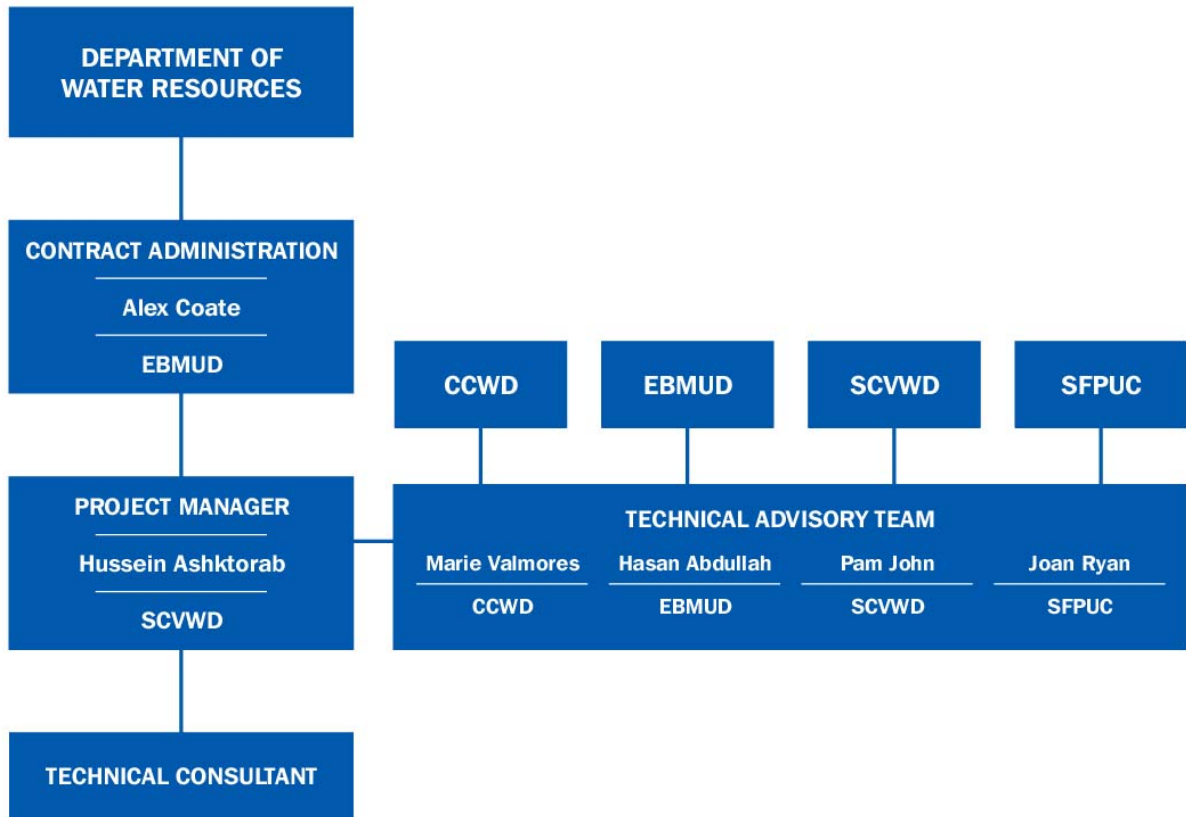 DEPARTMENT OF
WATER RESOURCES
CONTRACT ADMINISTRATION
Alex Coate
EBMUD
CCWD
EBMUD
SCVWD
SFPUC
PROJECT MANAGER
Hussein Ashktorab
SCVWD
TECHNICAL ADVISORY TEAM
Marie Valmores
CCWD
Hasan Abdullah
EBMUD
Pam John
SCVWD
Joan Ryan
SFPUC
TECHNICAL CONSULTANT